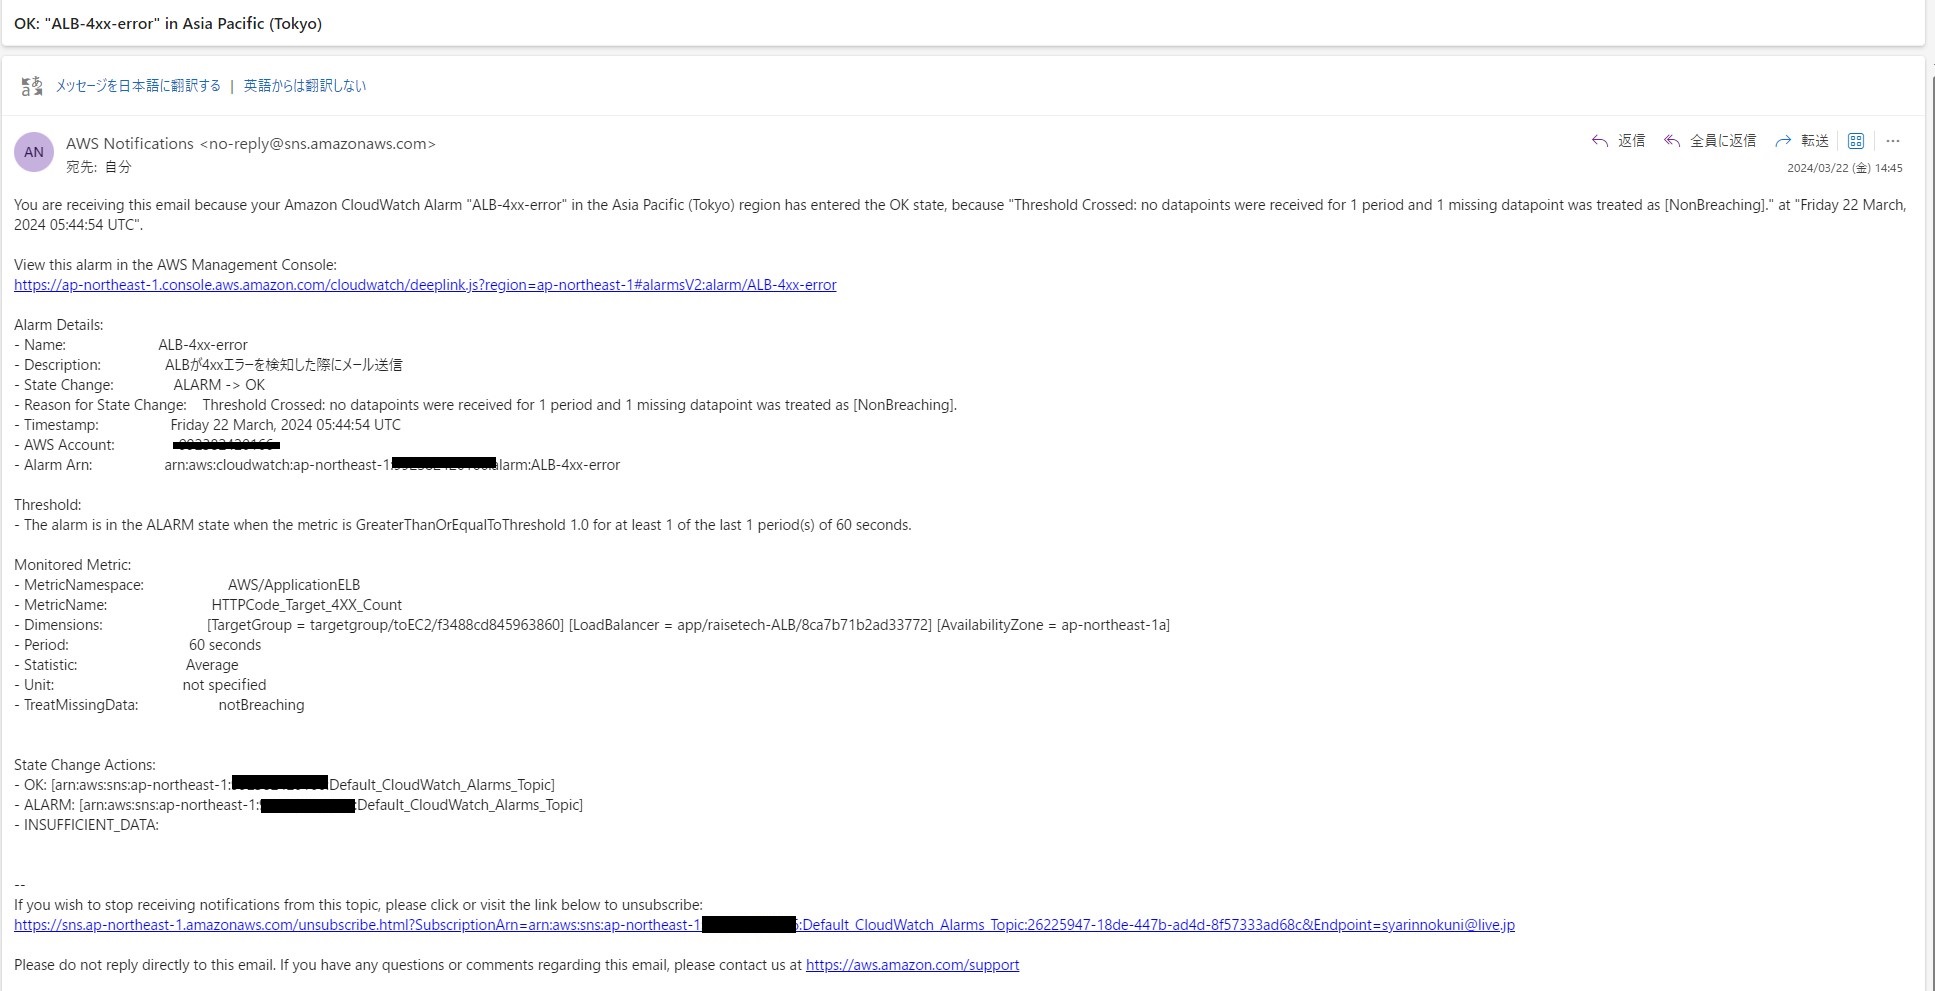 OK: "ALB-4xx-error" in Asia Pacific (Tokyo)
メッセージを日本語に翻訳する | 英語からは翻訳しない
AN
AWS Notifications <no-reply@sns.amazonaws.com>
宛先: 自分
返信 全員に返信 転送 ...
2024/03/22 (金) 14:45
You are receiving this email because your Amazon CloudWatch Alarm "ALB-4xx-error" in the Asia Pacific (Tokyo) region has entered the OK state, because "Threshold Crossed: no datapoints were received for 1 period and 1 missing datapoint was treated as [NonBreaching]." at "Friday 22 March,
2024 05:44:54 UTC".
View this alarm in the AWS Management Console:
https://ap-northeast-1.console.aws.amazon.com/cloudwatch/deeplink.js?region=ap-northeast-1#alarmsV2:alarm/ALB-4xx-error
Alarm Details:
- Name: ALB-4xx-error
- Description: ALBが4xxエラーを検知した際にメール送信
- State Change: ALARM -> OK
- Reason for State Change: Threshold Crossed: no datapoints were received for 1 period and 1 missing datapoint was treated as [NonBreaching].
- Timestamp: Friday 22 March, 2024 05:44:54 UTC
- AWS Account:
- Alarm Arn: arn:aws:cloudwatch:ap-northeast-1: alarm:ALB-4xx-error
Threshold:
- The alarm is in the ALARM state when the metric is GreaterThanOrEqualToThreshold 1.0 for at least 1 of the last 1 period(s) of 60 seconds.
Monitored Metric:
- MetricNamespace: AWS/ApplicationELB
- MetricName: HTTPCode_Target_4XX_Count
- Dimensions: [TargetGroup = targetgroup/toEC2/f3488cd845963860] [LoadBalancer = app/raisetech-ALB/8ca7b71b2ad33772] [AvailabilityZone = ap-northeast-1a]
- Period: 60 seconds
- Statistic: Average
- Unit: not specified
- TreatMissingData: notBreaching
State Change Actions:
- OK: [arn:aws:sns:ap-northeast-1: :Default_CloudWatch_Alarms_Topic]
- ALARM: [arn:aws:sns:ap-northeast-1: :Default_CloudWatch_Alarms_Topic]
- INSUFFICIENT_DATA:
--
If you wish to stop receiving notifications from this topic, please click or visit the link below to unsubscribe:
https://sns.ap-northeast-1.amazonaws.com/unsubscribe.html?SubscriptionArn=arn:aws:sns:ap-northeast-1 :Default_CloudWatch_Alarms_Topic:26225947-18de-447b-ad4d-8f57333ad68c&Endpoint=syarinnokuni@live.jp
Please do not reply directly to this email. If you have any questions or comments regarding this email, please contact us at https://aws.amazon.com/support